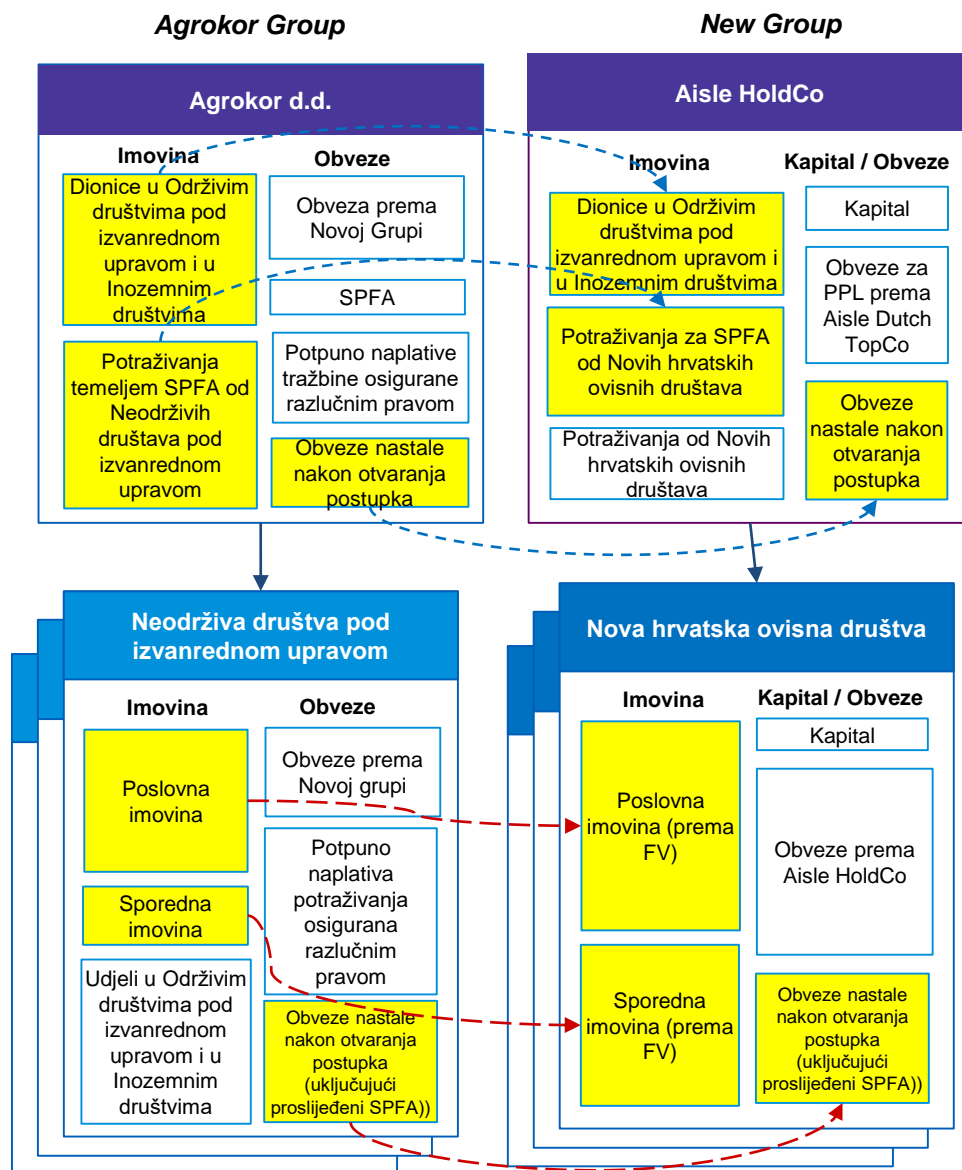 Agrokor Group
New Group
Agrokor d.d.
Imovina
Obveze
Dionice u Održivim
društvima pod
izvanrednom
upravom i u
Inozemnim
društvima
Potraživanja
temeljem SPFA od
Neodrživih
društava pod
izvanrednom
upravom
Obveza prema
Novoj Grupi
SPFA
Potpuno naplative
tražbine osigurane
razlučnim pravom
Obveze nastale
nakon otvaranja
postupka
Aisle HoldCo
Imovina
Kapital / Obveze
Dionice u Održivim
društvima pod
izvanrednom upravom i
u Inozemnim društvima
Potraživanja za SPFA
od Novih hrvatskih
ovisnih društava
Potraživanja od Novih
hrvatskih ovisnih
društava
Kapital
Obveze za
PPL prema
Aisle Dutch
TopCo
Obveze
nastale nakon
otvaranja
postupka
Neodrživa društva pod
izvanrednom upravom
Imovina
Obveze
Poslovna
imovina
Sporedna
imovina
Udjeli u Održivim
društvima pod
izvanrednom
upravom i u
Inozemnim
društvima
Obveze prema
Novoj grupi
Potpuno
naplativa
potraživanja
osigurana
razlučnim
pravom
Obveze nastale
nakon otvaranja
postupka
(uključujući
proslijeđeni SPFA))
Nova hrvatska ovisna društva
Imovina
Kapital / Obveze
Poslovna
imovina (prema
FV)
Sporedna
imovina (prema
FV)
Kapital
Obveze prema
Aisle HoldCo
Obveze nastale
nakon otvaranja
postupka
(uključujući
proslijeđeni SPFA))